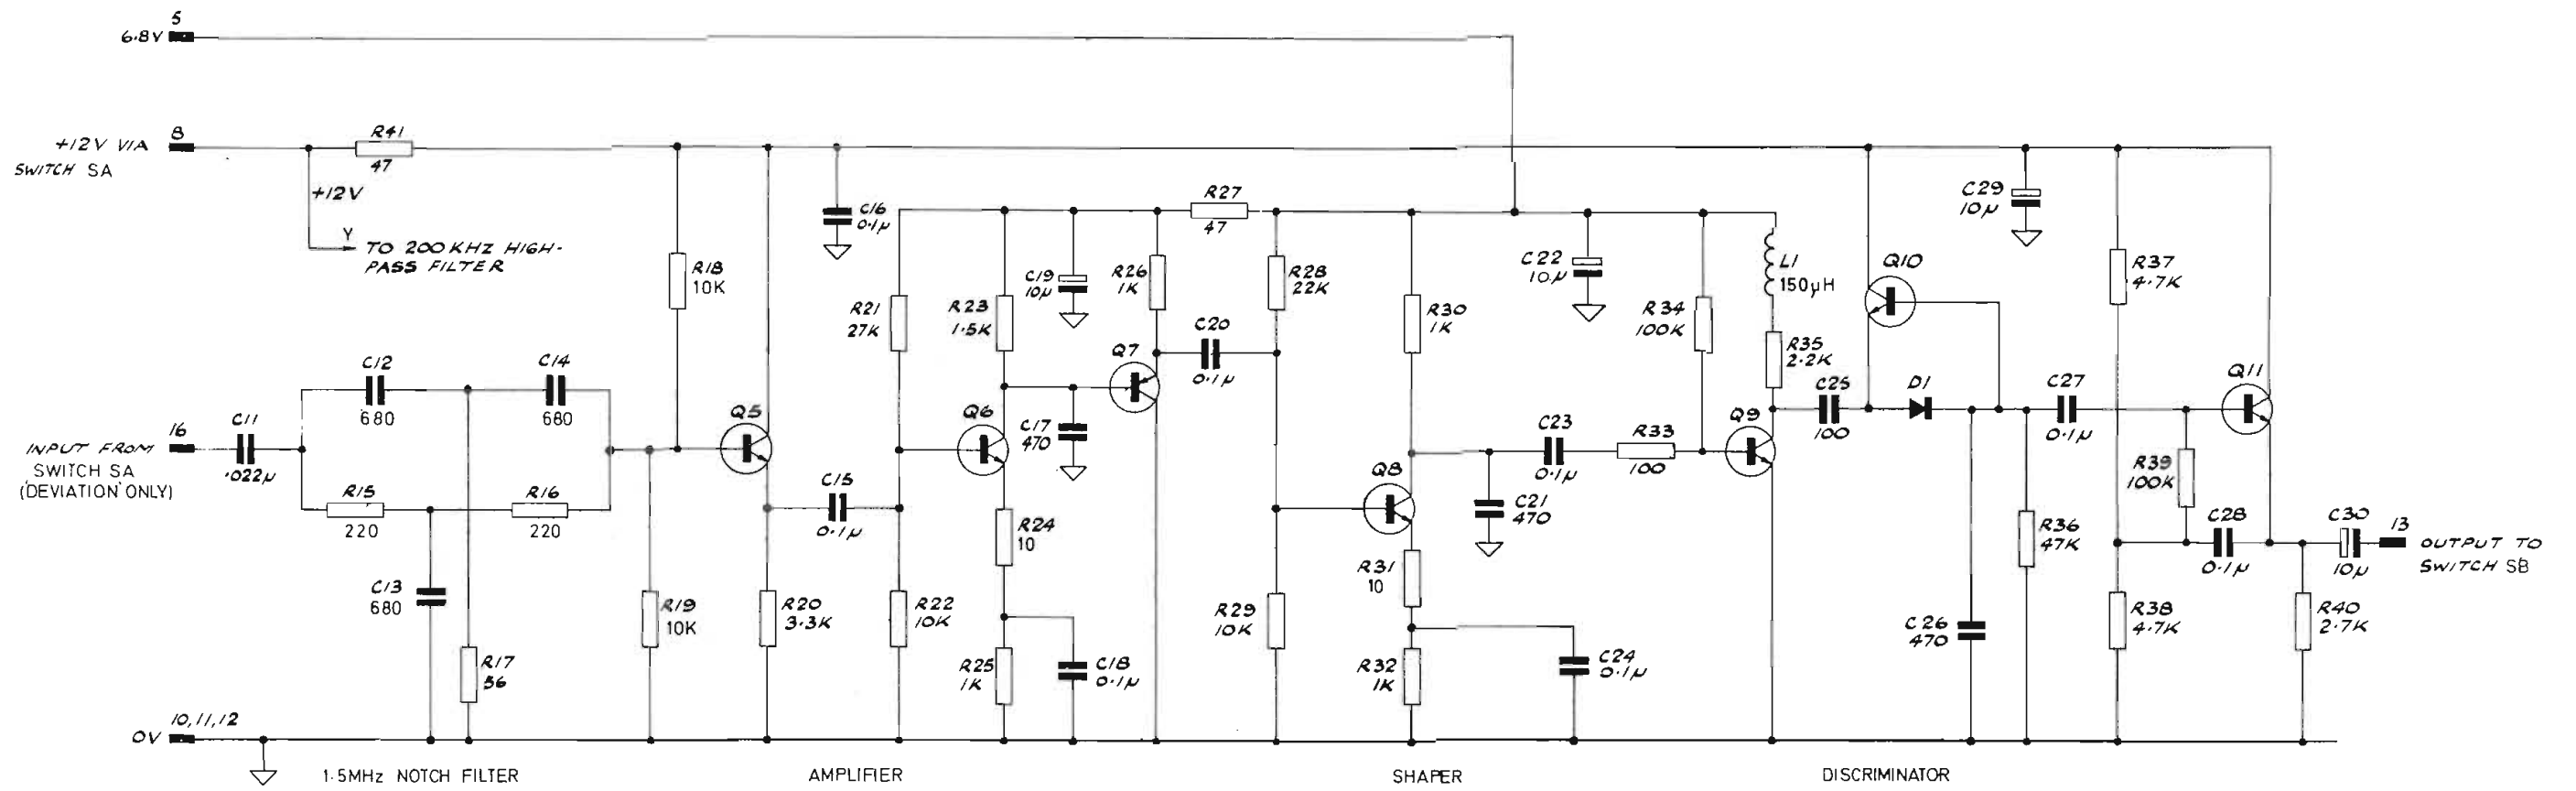 5
6.8V
8
+12V VIA
SWITCH SA
R41
47
+12V
Y
TO 200KHZ HIGH-
PASS FILTER
R18
10K
C16
0.1µ
R27
47
C19
10µ
R26
1K
R28
22K
C22
10µ
L1
150µH
Q10
C29
10µ
R37
4.7K
R21
27K
R23
1.5K
C20
0.1µ
R30
1K
R34
100K
R35
2.2K
C12
680
C14
680
Q7
C25
100
D1
C27
0.1µ
Q11
16
INPUT FROM
SWITCH SA
(DEVIATION ONLY)
C11
.022µ
Q5
Q6
C17
470
C23
0.1µ
R33
100
Q9
R39
100K
R15
220
R16
220
C15
0.1µ
R24
10
Q8
C21
470
R36
47K
C28
0.1µ
C30
10µ
13
OUTPUT TO
SWITCH SB
C13
680
R19
10K
R20
3.3K
R22
10K
R29
10K
R31
10
C26
470
R38
4.7K
R40
2.7K
R17
56
R25
1K
C18
0.1µ
R32
1K
C24
0.1µ
10,11,12
0V
1.5MHz NOTCH FILTER
AMPLIFIER
SHAPER
DISCRIMINATOR